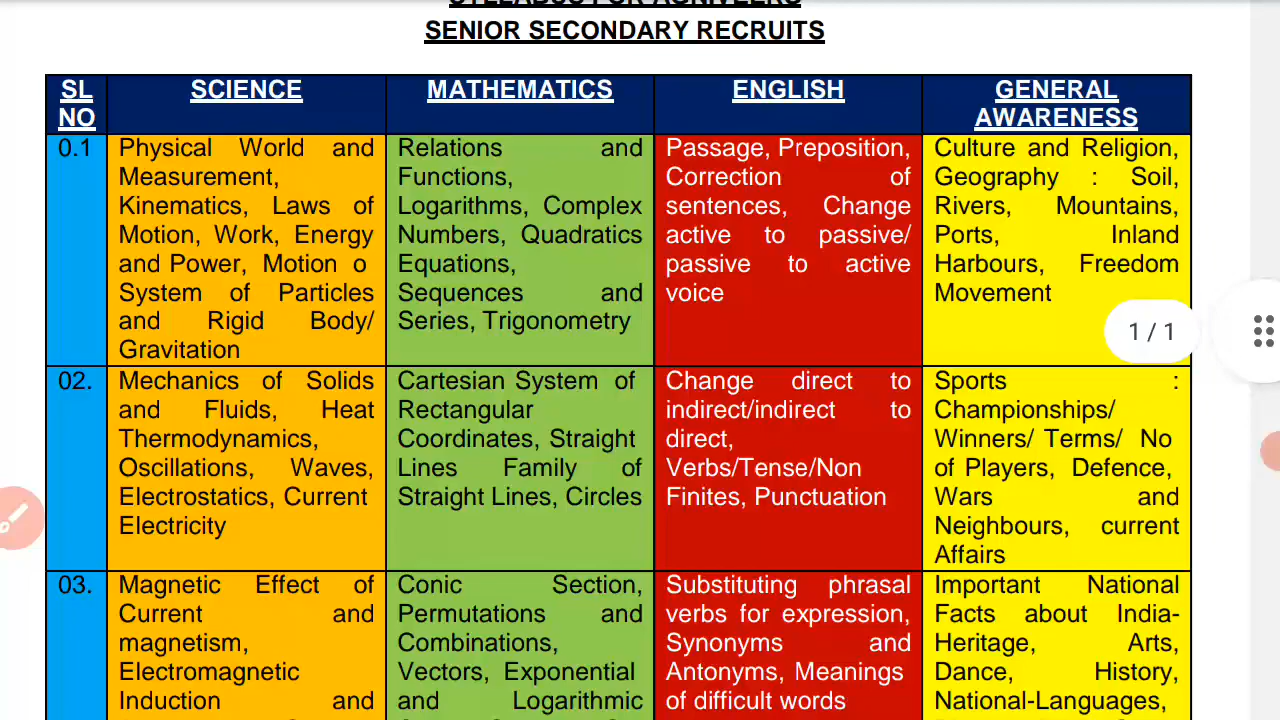 SYLLABUS FOR AGNIVEERS
SENIOR SECONDARY RECRUITS
SL
NO
SCIENCE
MATHEMATICS
ENGLISH
GENERAL
AWARENESS
0.1
Physical World and
Measurement,
Kinematics, Laws of
Motion, Work, Energy
and Power, Motion o
System of Particles
and Rigid Body/
Gravitation
Relations and
Functions,
Logarithms, Complex
Numbers, Quadratics
Equations,
Sequences and
Series, Trigonometry
Passage, Preposition,
Correction of
sentences, Change
active to passive/
passive to active
voice
Culture and Religion,
Geography : Soil,
Rivers, Mountains,
Ports, Inland
Harbours, Freedom
Movement
1 / 1
02.
Mechanics of Solids
and Fluids, Heat
Thermodynamics,
Oscillations, Waves,
Electrostatics, Current
Electricity
Cartesian System of
Rectangular
Coordinates, Straight
Lines Family of
Straight Lines, Circles
Change direct to
indirect/indirect to
direct,
Verbs/Tense/Non
Finites, Punctuation
Sports :
Championships/
Winners/ Terms/ No
of Players, Defence,
Wars and
Neighbours, current
Affairs
03.
Magnetic Effect of
Current and
magnetism,
Electromagnetic
Induction and
Conic Section,
Permutations and
Combinations,
Vectors, Exponential
and Logarithmic
Substituting phrasal
verbs for expression,
Synonyms and
Antonyms, Meanings
of difficult words
Important National
Facts about India-
Heritage, Arts,
Dance, History,
National-Languages,